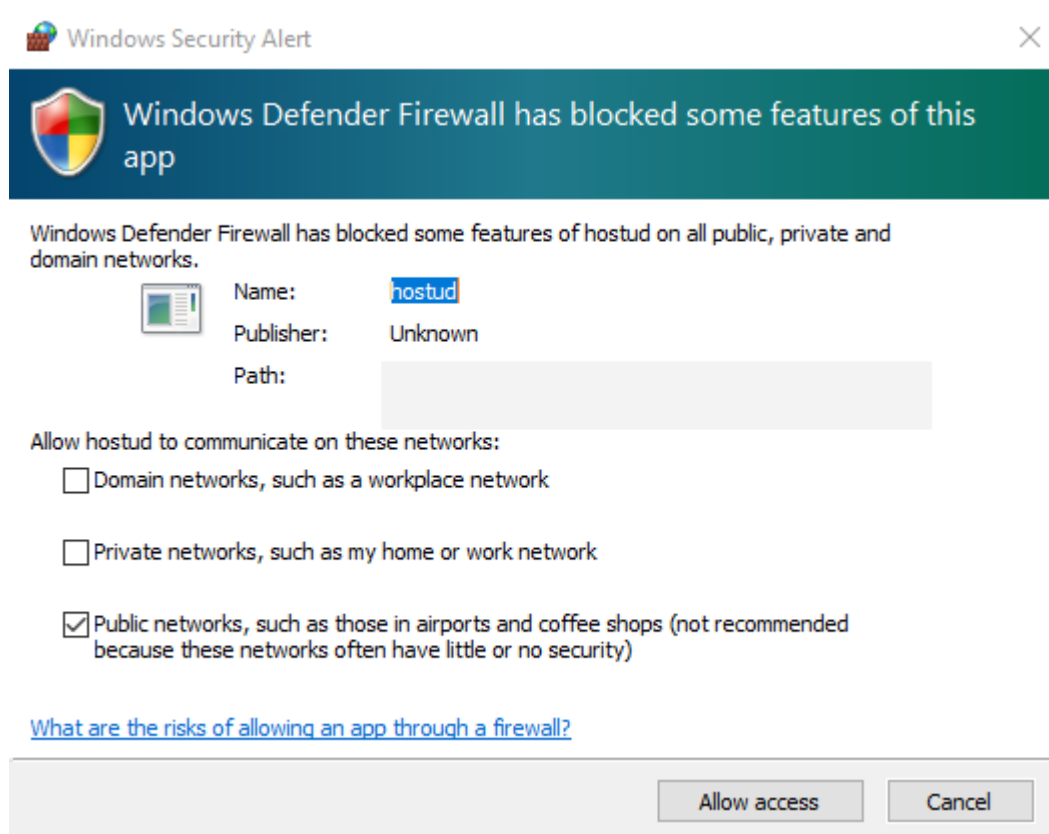 Windows Security Alert
Windows Defender Firewall has blocked some features of this
app
Windows Defender Firewall has blocked some features of hostud on all public, private and
domain networks.
Name: hostud
Publisher: Unknown
Path:
Allow hostud to communicate on these networks:
Domain networks, such as a workplace network
Private networks, such as my home or work network
Public networks, such as those in airports and coffee shops (not recommended
because these networks often have little or no security)
What are the risks of allowing an app through a firewall?
Allow access Cancel